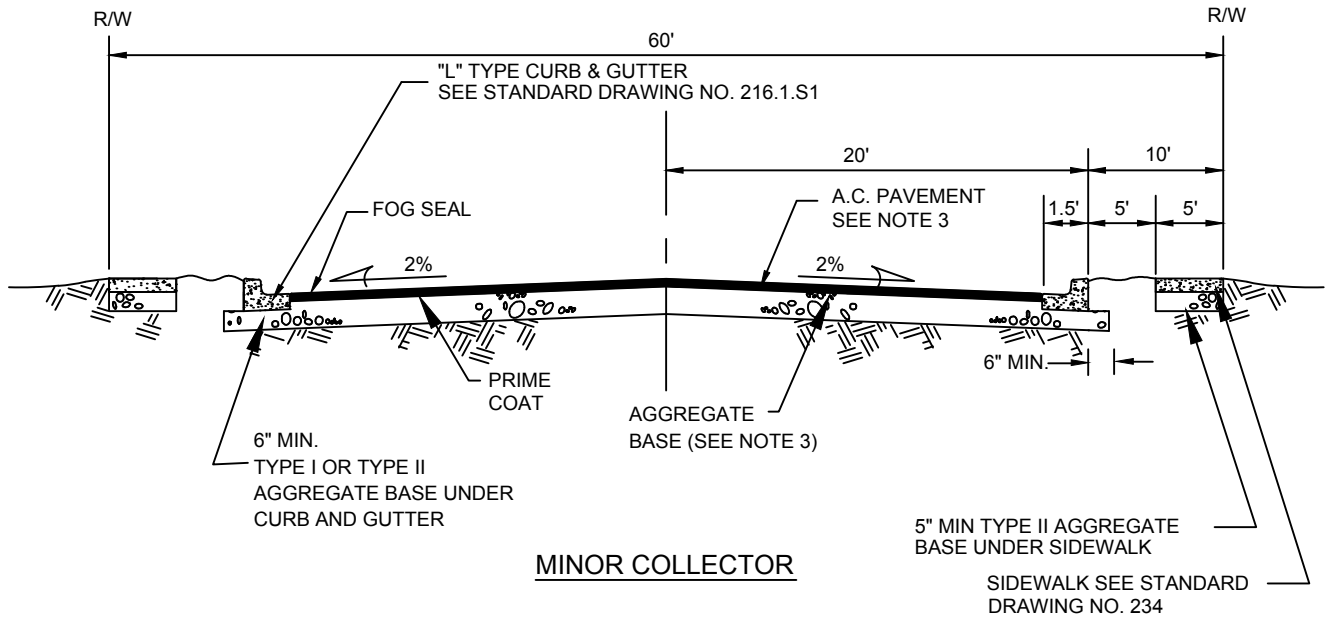 R/W
R/W
60'
"L" TYPE CURB & GUTTER
SEE STANDARD DRAWING NO. 216.1.S1
20'
10'
FOG SEAL
A.C. PAVEMENT
SEE NOTE 3
1.5'
5'
5'
2%
2%
6" MIN.
PRIME
COAT
AGGREGATE
BASE (SEE NOTE 3)
6" MIN.
TYPE I OR TYPE II
AGGREGATE BASE UNDER
CURB AND GUTTER
5" MIN TYPE II AGGREGATE
BASE UNDER SIDEWALK
MINOR COLLECTOR
SIDEWALK SEE STANDARD
DRAWING NO. 234